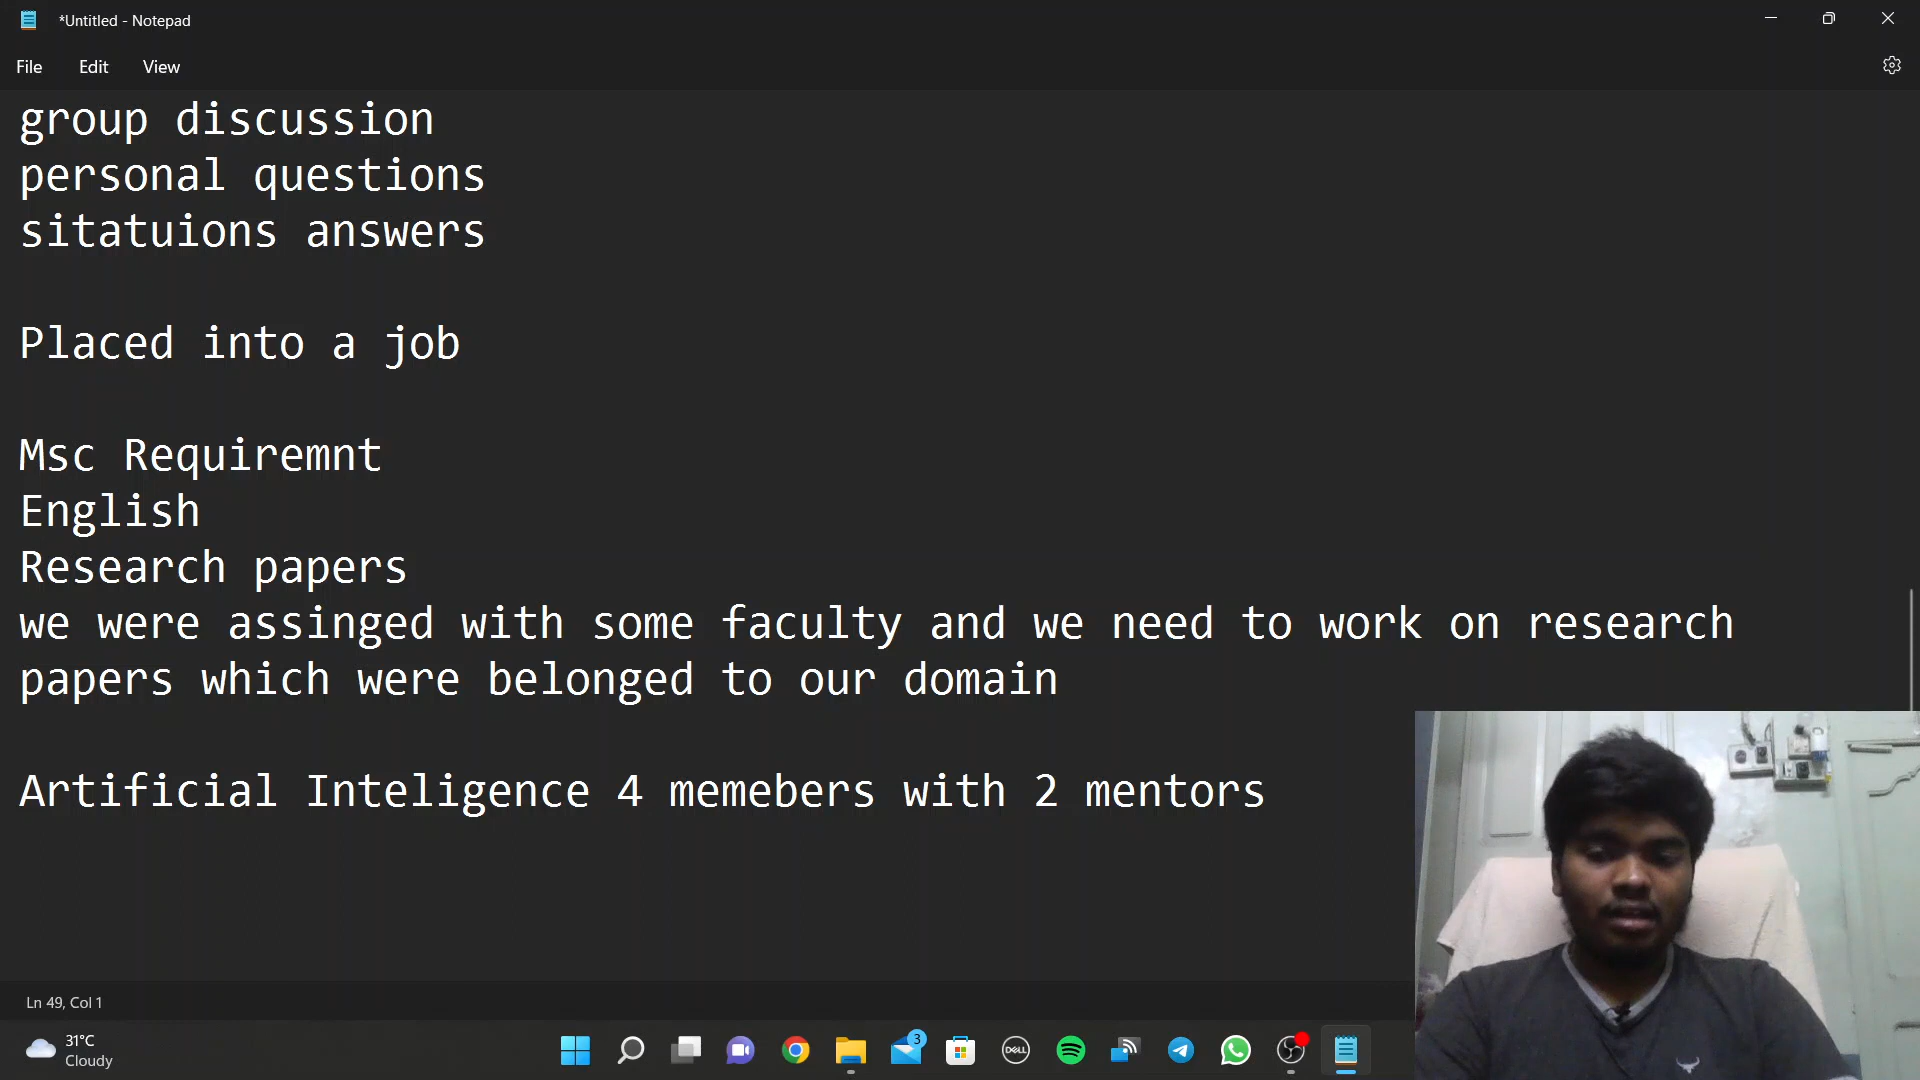 *Untitled - Notepad
File Edit View
group discussion
personal questions
sitatuions answers
Placed into a job
Msc Requiremnt
English
Research papers
we were assinged with some faculty and we need to work on research
papers which were belonged to our domain
Artificial Inteligence 4 memebers with 2 mentors
Ln 49, Col 1
31°C
Cloudy
3
DELL